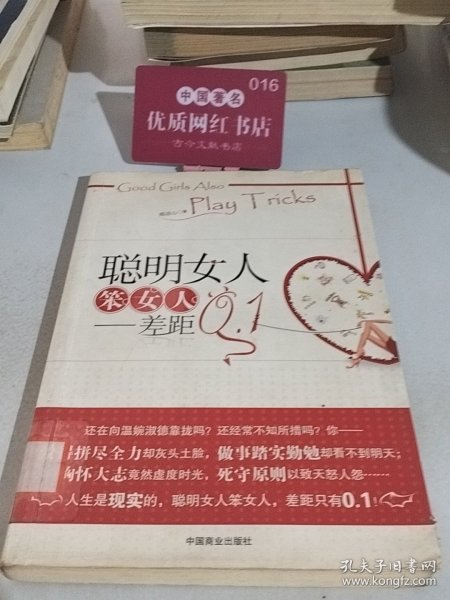 016
中国著名
优质网红书店
古今文献书店
Good Girls Also
Play Tricks
聪明女人
笨女人
——差距0.1
还在向温婉淑德靠拢吗?还经常不知所措吗?你——
拼尽全力却灰头土脸,做事踏实勤勉却看不到明天;
怀大志竟然虚度时光,死守原则以致天怒人怨……
人生是现实的,聪明女人笨女人,差距只有0.1!
中国商业出版社
孔夫子旧书网
www.kongfz.com